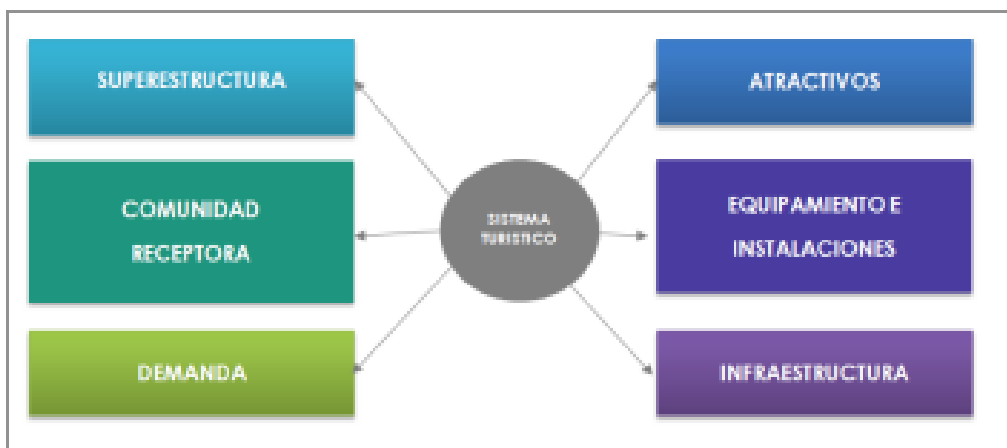 SUPERESTRUCTURA
ATRACTIVOS
COMUNIDAD
RECEPTORA
SISTEMA
TURISTICO
EQUIPAMIENTO E
INSTALACIONES
DEMANDA
INFRAESTRUCTURA